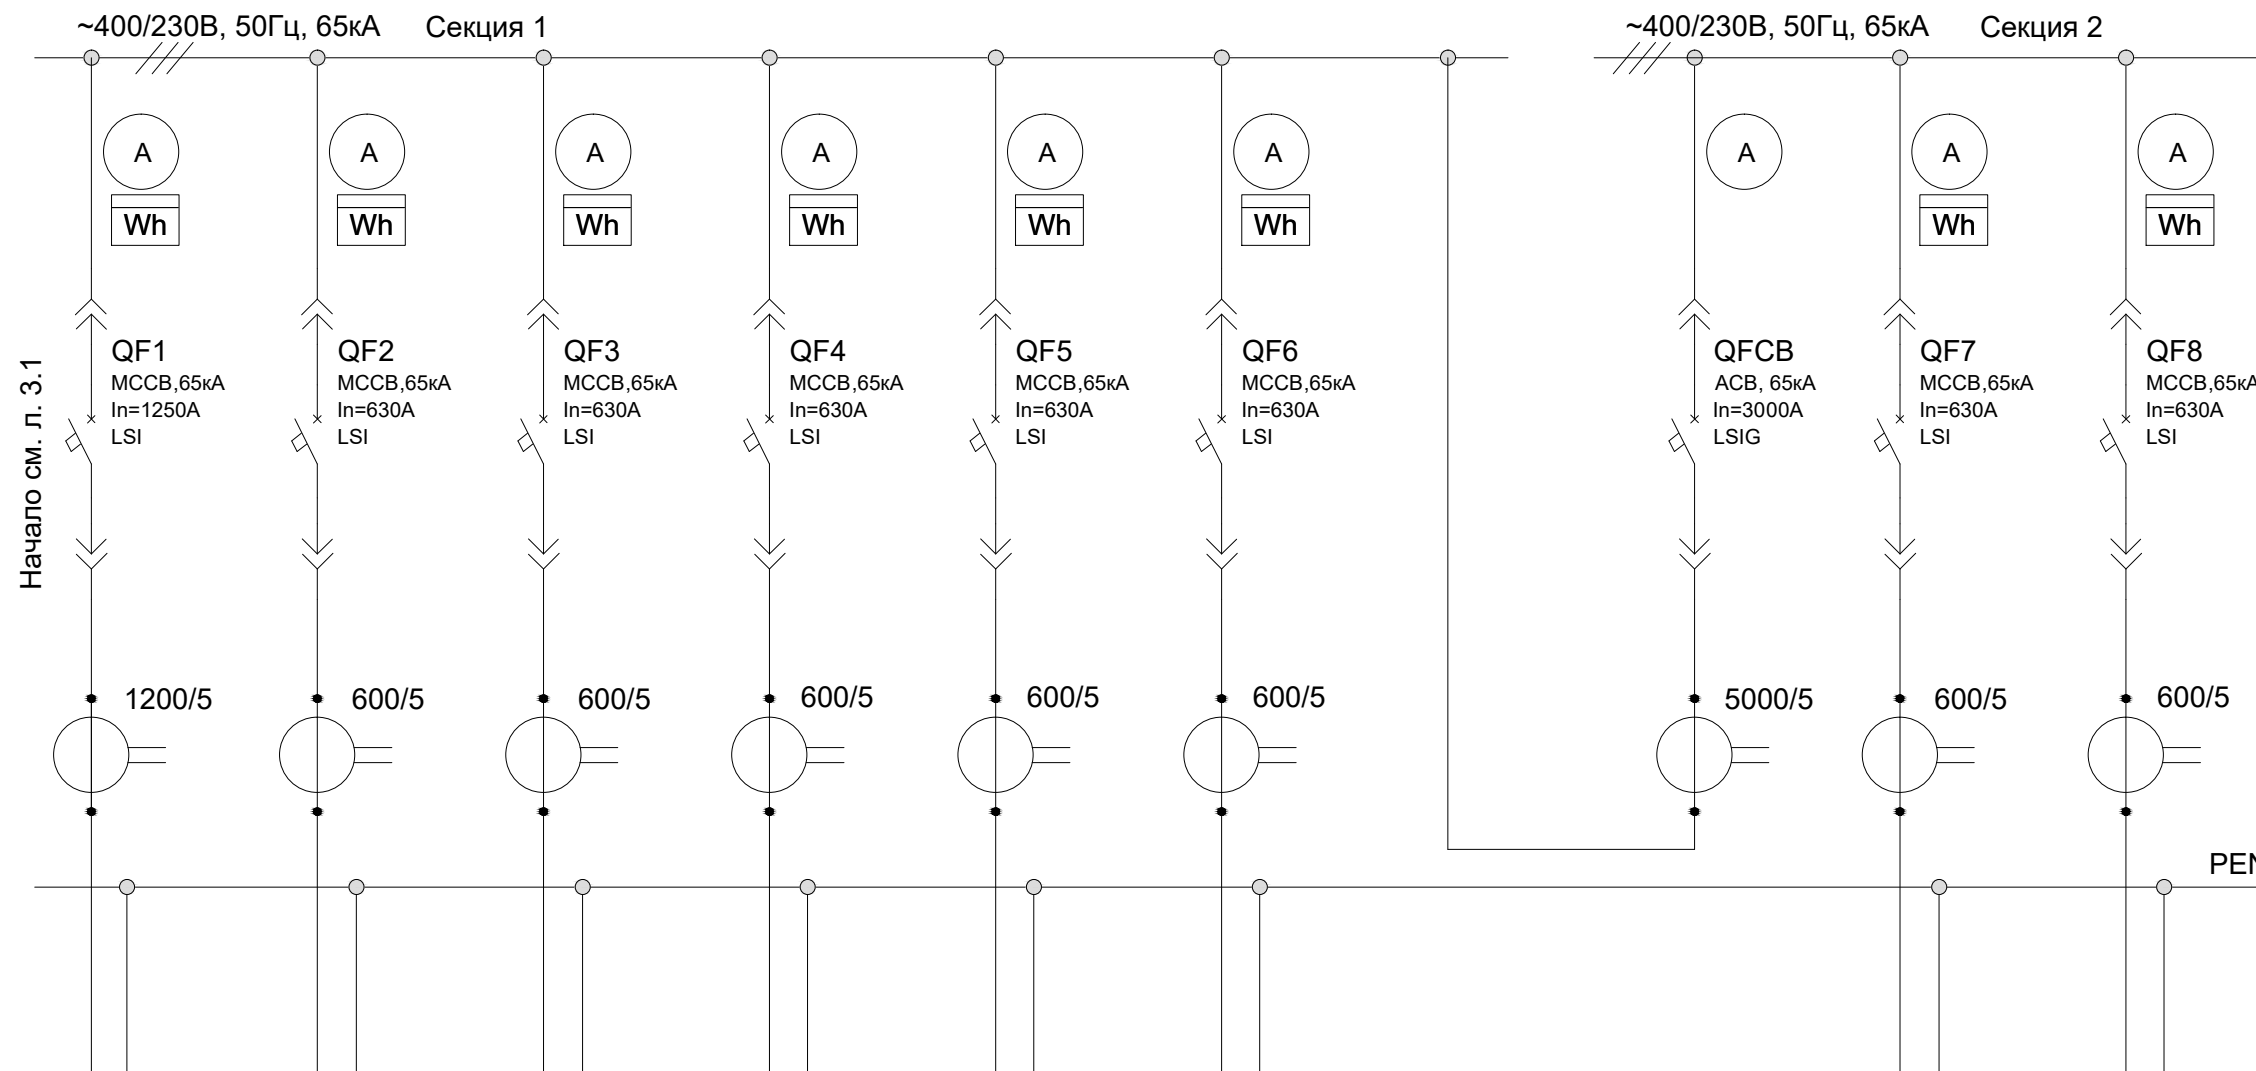 ~400/230В, 50Гц, 65кА Секция 1
~400/230В, 50Гц, 65кА Секция 2
A A A A A A A A A
Wh Wh Wh Wh Wh Wh Wh Wh
Начало см. л. 3.1
QF1
MCCB,65кА
In=1250A
LSI
QF2
MCCB,65кА
In=630A
LSI
QF3
MCCB,65кА
In=630A
LSI
QF4
MCCB,65кА
In=630A
LSI
QF5
MCCB,65кА
In=630A
LSI
QF6
MCCB,65кА
In=630A
LSI
QFCB
ACB, 65кА
In=3000A
LSIG
QF7
MCCB,65кА
In=630A
LSI
QF8
MCCB,65кА
In=630A
LSI
1200/5 600/5 600/5 600/5 600/5 600/5 5000/5 600/5 600/5
PEN